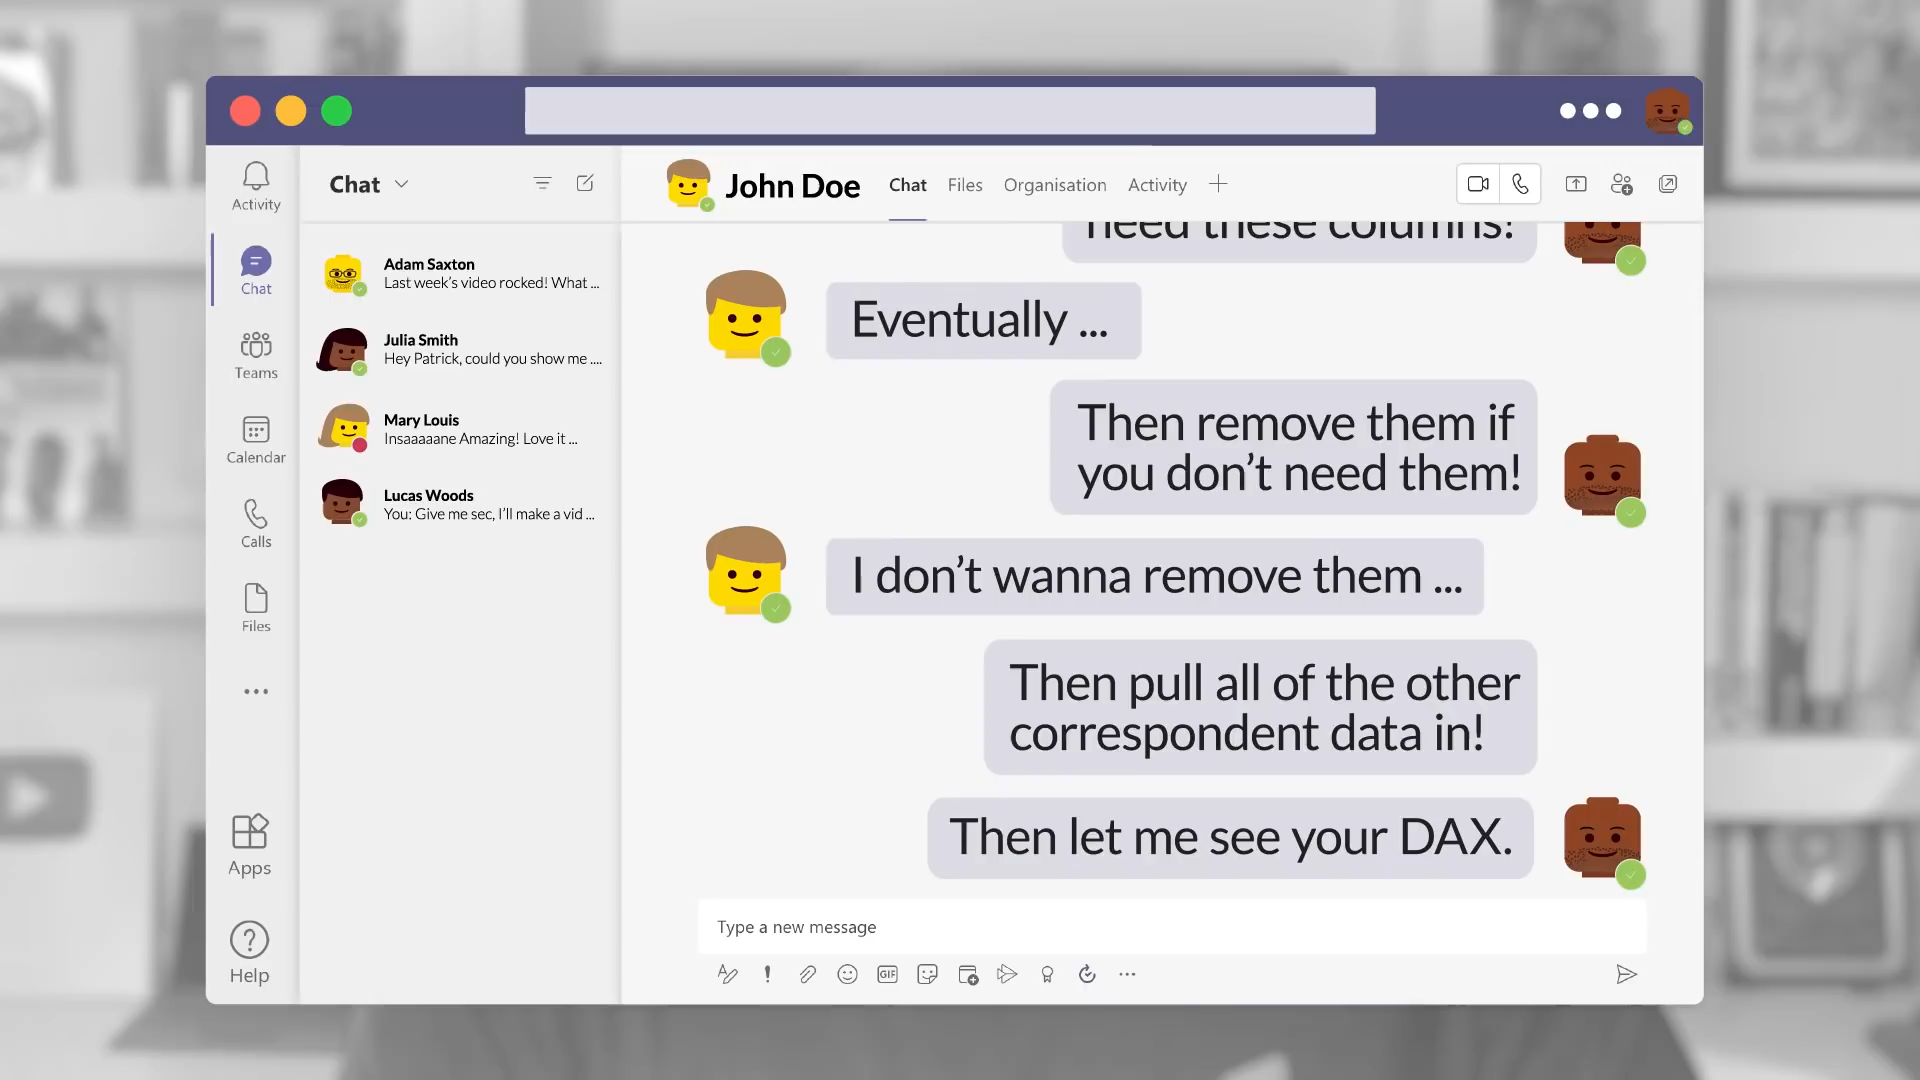 Activity
Chat
Teams
Calendar
Calls
Files
Apps
Help
Chat
Adam Saxton
Last week's video rocked! What ...
Julia Smith
Hey Patrick, could you show me ....
Mary Louis
Insaaaaane Amazing! Love it ...
Lucas Woods
You: Give me sec, I'll make a vid ...
John Doe
Chat Files Organisation Activity
need these columns!
Eventually ...
Then remove them if
you don't need them!
I don't wanna remove them ...
Then pull all of the other
correspondent data in!
Then let me see your DAX.
Type a new message
GIF